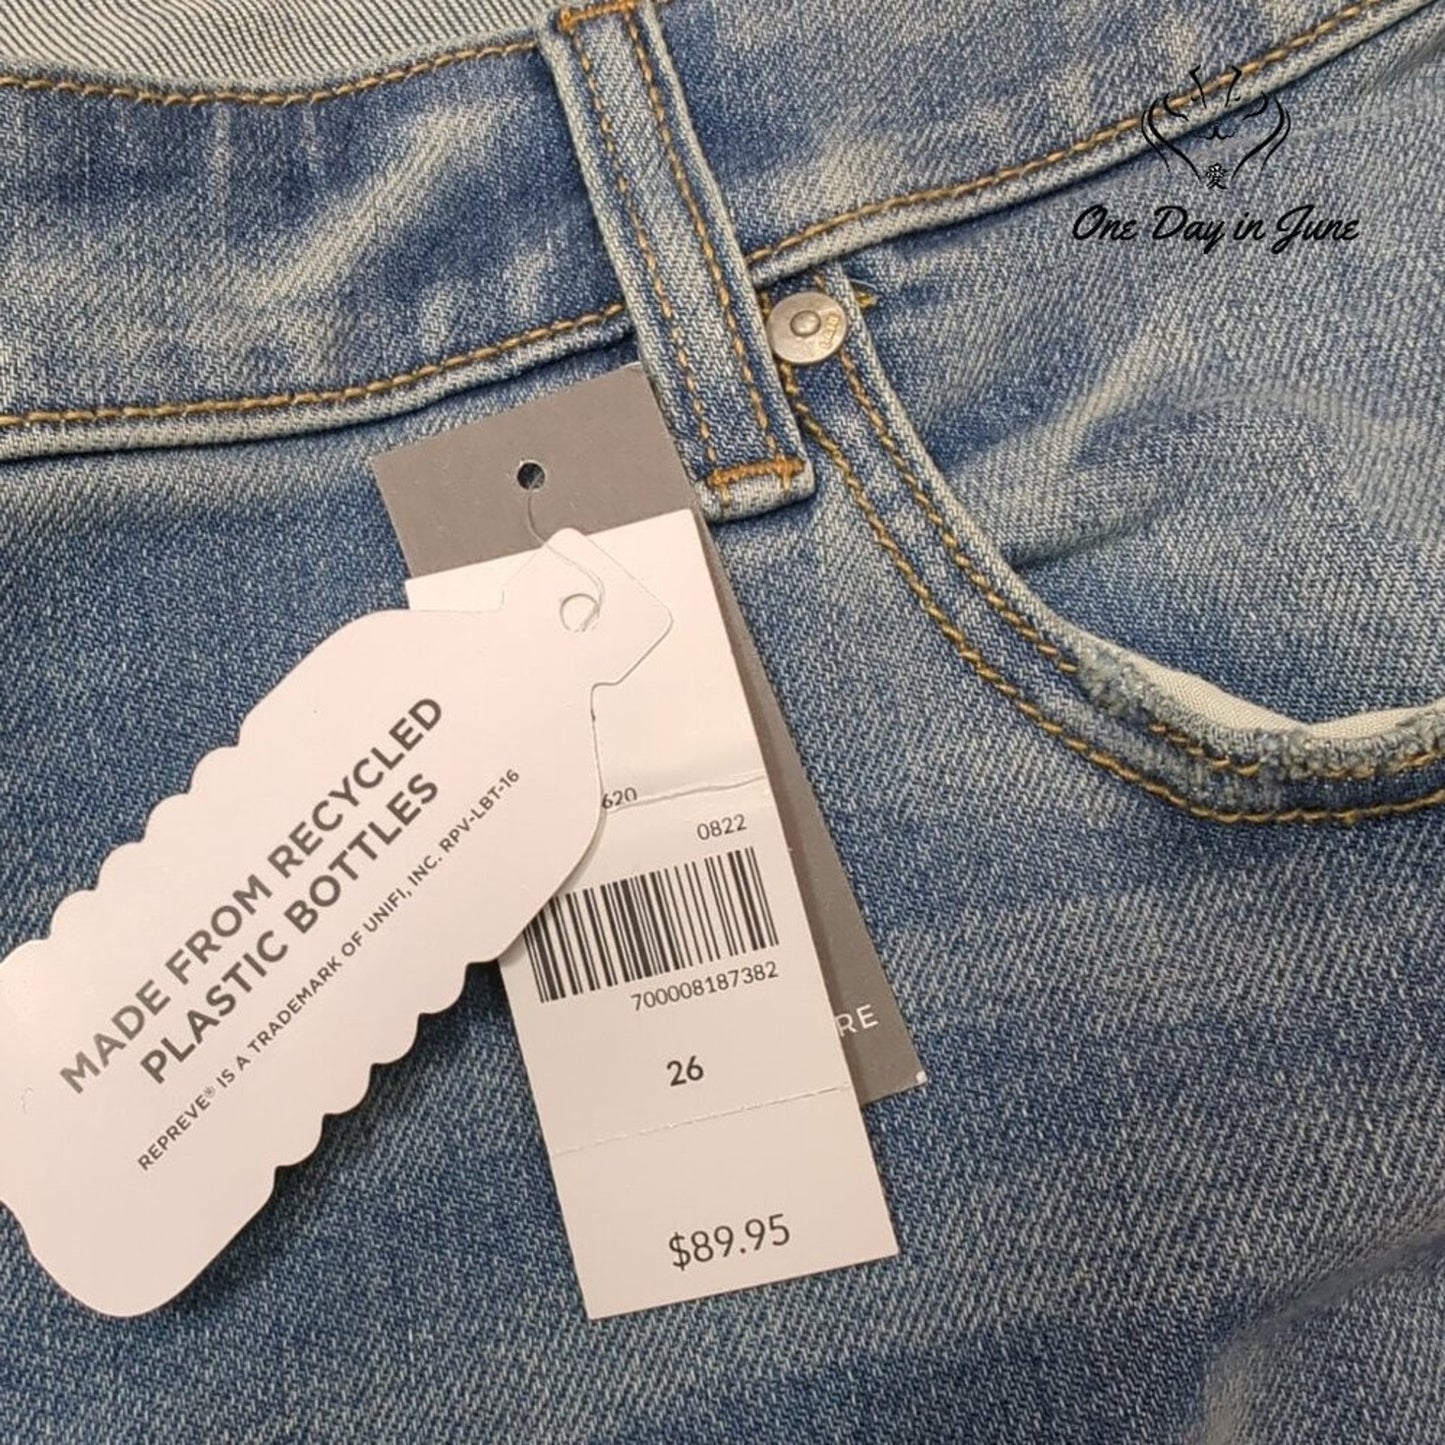 愛
One Day in June
620
0822
700008187382
26
$89.95
RE
MADE FROM RECYCLED
PLASTIC BOTTLES
REPREVE® IS A TRADEMARK OF UNIFI, INC. RPV-LBT-16